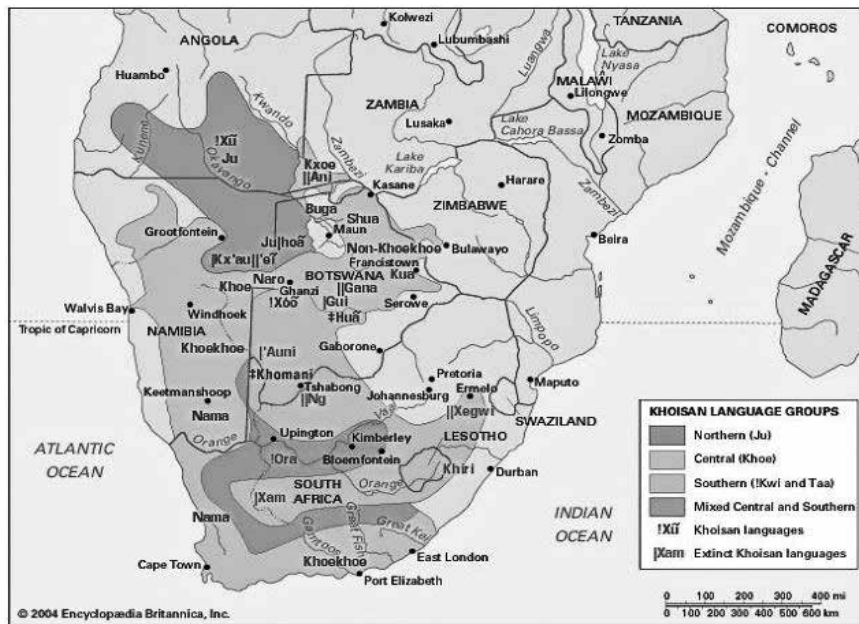 Kolwezi
TANZANIA
COMOROS
ANGOLA
Lubumbashi
Luangwa
Lake
Nyasa
Huambo
MALAWI
Lilongwe
Kwando
ZAMBIA
MOZAMBIQUE
Lusaka
Lake
Cahora Bassa
Zomba
Kunene
!Xũ
Ju
Okavango
Zambezi
Kxoe
||Ani
Lake
Kariba
Kasane
Harare
Zambezi
Mozambique - Channel
Buga
Shua
ZIMBABWE
Grootfontein
Ju|hoã
Maun
Non-Khoekhoe
Bulawayo
Beira
|Kx'au||'eĩ
Francistown
MADAGASCAR
Khoe
Naro
BOTSWANA
Kua
Ghanzi
||Gana
Walvis Bay
Windhoek
!Xóõ
|Gui
Serowe
Tropic of Capricorn
NAMIBIA
ǂHuã
Limpopo
Khoekhoe
|'Auni
Gaborone
ǂKhomani
Pretoria
Keetmanshoop
Tshabong
Johannesburg
Ermelo
Maputo
||Ng
Nama
Vaal
||Xegwi
SWAZILAND
Orange
Upington
Kimberley
LESOTHO
ATLANTIC
OCEAN
!Ora
Bloemfontein
Khiri
Durban
SOUTH
AFRICA
Orange
|Xam
INDIAN
OCEAN
Nama
Gamtoos
Great Fish
Great Kei
Cape Town
Khoekhoe
East London
Port Elizabeth
KHOISAN LANGUAGE GROUPS
Northern (Ju)
Central (Khoe)
Southern (!Kwi and Taa)
Mixed Central and Southern
!Xũ Khoisan languages
|Xam Extinct Khoisan languages
0 100 200 300 400 mi
0 100 200 300 400 500 600 km
© 2004 Encyclopædia Britannica, Inc.